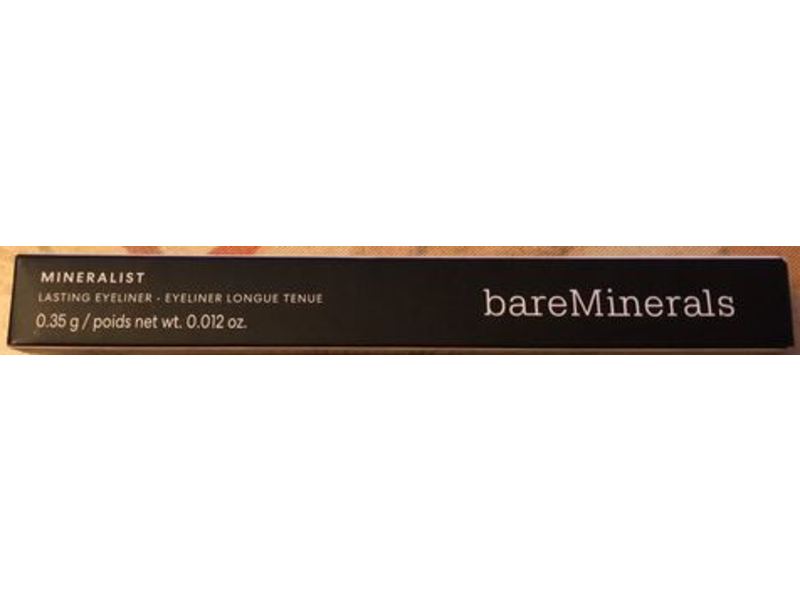 MINERALIST
LASTING EYELINER • EYELINER LONGUE TENUE
0.35 g / poids net wt. 0.012 oz.
bareMinerals